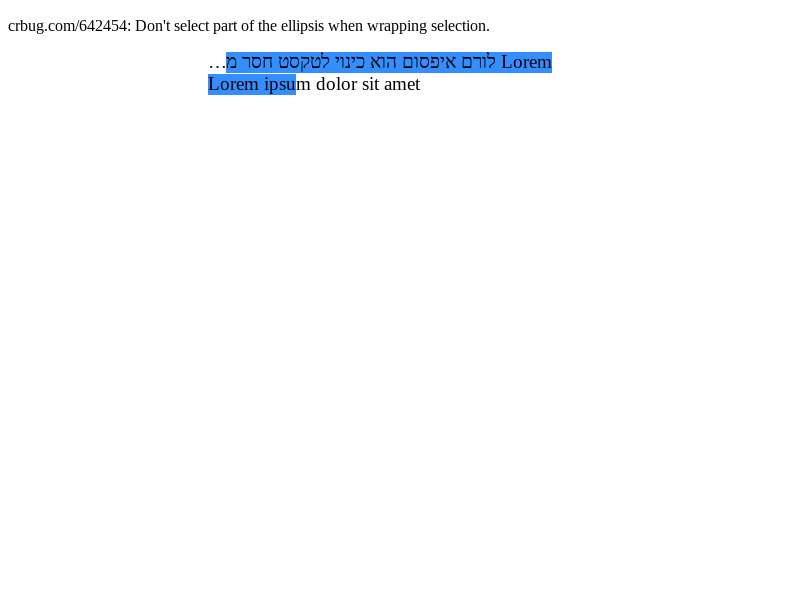 crbug.com/642454: Don't select part of the ellipsis when wrapping selection.
Lorem לורם איפסום הוא כינוי לטקסט חסר מ…
Lorem ipsum dolor sit amet